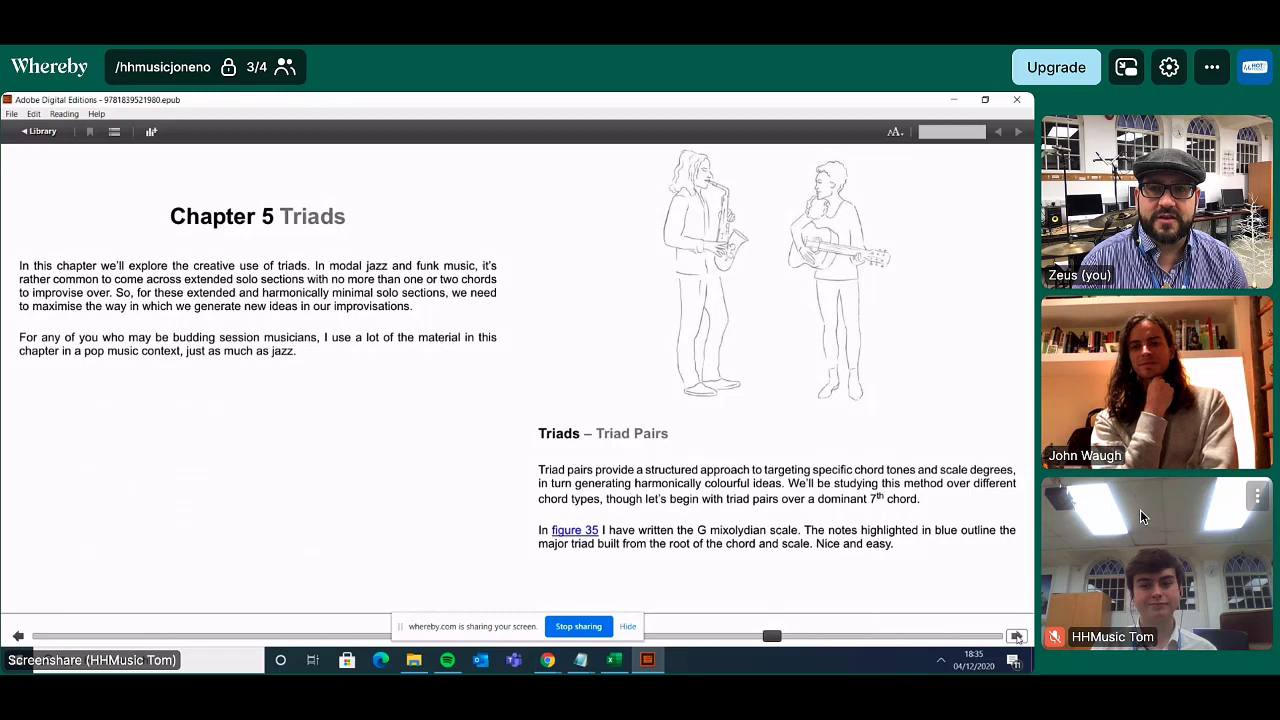 Whereby
/hhmusicjoneno
3/4
Upgrade
Adobe Digital Editions - 9781839521980.epub
File Edit Reading Help
Library
AA
Chapter 5 Triads
In this chapter we'll explore the creative use of triads. In modal jazz and funk music, it's
rather common to come across extended solo sections with no more than one or two chords
to improvise over. So, for these extended and harmonically minimal solo sections, we need
to maximise the way in which we generate new ideas in our improvisations.
For any of you who may be budding session musicians, I use a lot of the material in this
chapter in a pop music context, just as much as jazz.
Triads – Triad Pairs
Triad pairs provide a structured approach to targeting specific chord tones and scale degrees,
in turn generating harmonically colourful ideas. We'll be studying this method over different
chord types, though let's begin with triad pairs over a dominant 7th chord.
In figure 35 I have written the G mixolydian scale. The notes highlighted in blue outline the
major triad built from the root of the chord and scale. Nice and easy.
whereby.com is sharing your screen.
Stop sharing
Hide
Screenshare (HHMusic Tom)
18:35
04/12/2020
11
Zeus (you)
John Waugh
HHMusic Tom